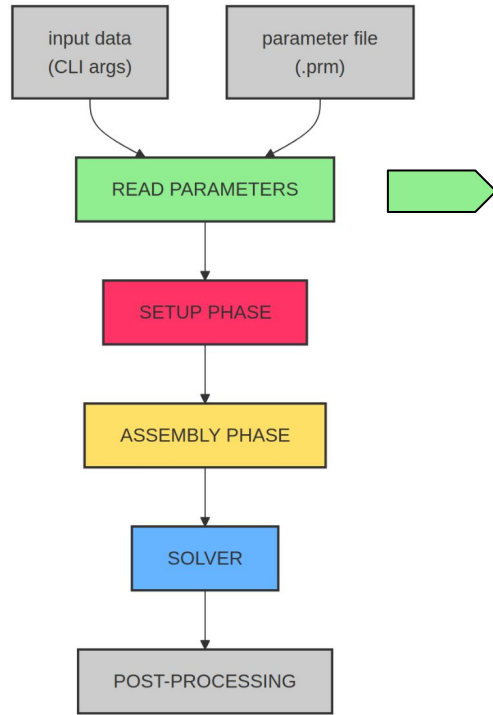 input data
(CLI args)
parameter file
(.prm)
READ PARAMETERS
SETUP PHASE
ASSEMBLY PHASE
SOLVER
POST-PROCESSING